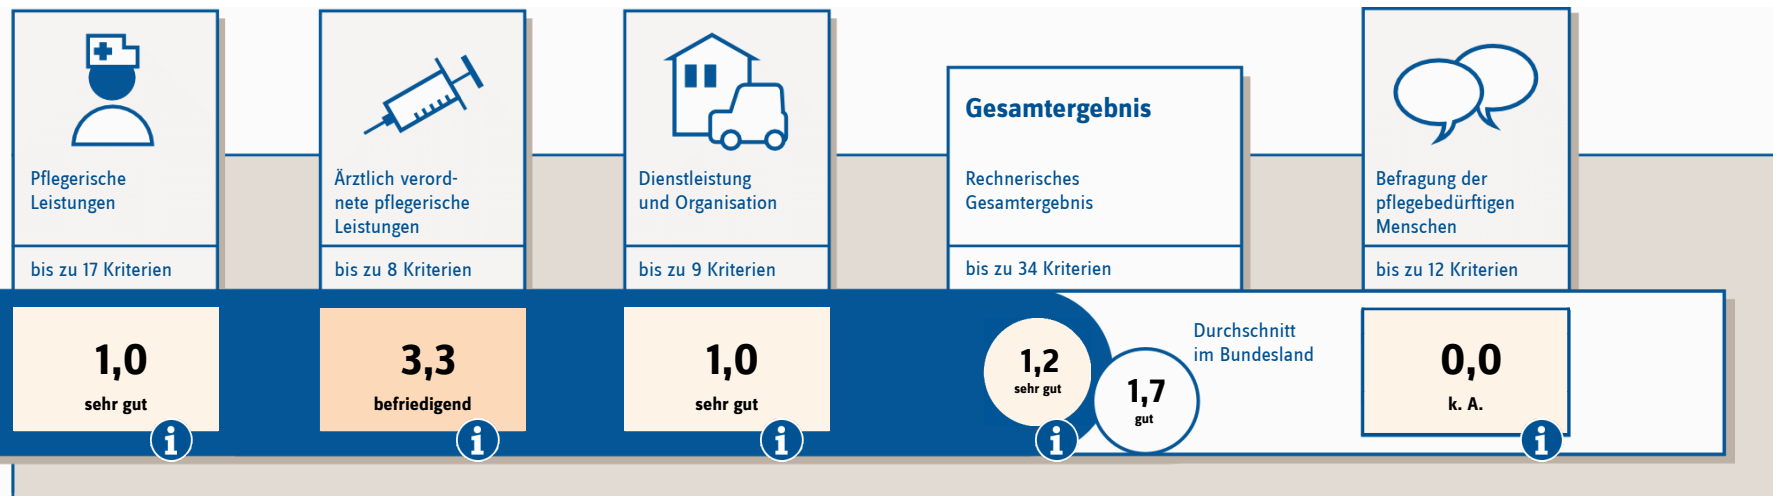 Pflegerische
Leistungen
bis zu 17 Kriterien
1,0
sehr gut
i
Ärztlich verord-
nete pflegerische
Leistungen
bis zu 8 Kriterien
3,3
befriedigend
i
Dienstleistung
und Organisation
bis zu 9 Kriterien
1,0
sehr gut
i
Gesamtergebnis
Rechnerisches
Gesamtergebnis
bis zu 34 Kriterien
1,2
sehr gut
i
1,7
gut
Durchschnitt
im Bundesland
Befragung der
pflegebedürftigen
Menschen
bis zu 12 Kriterien
0,0
k. A.
i